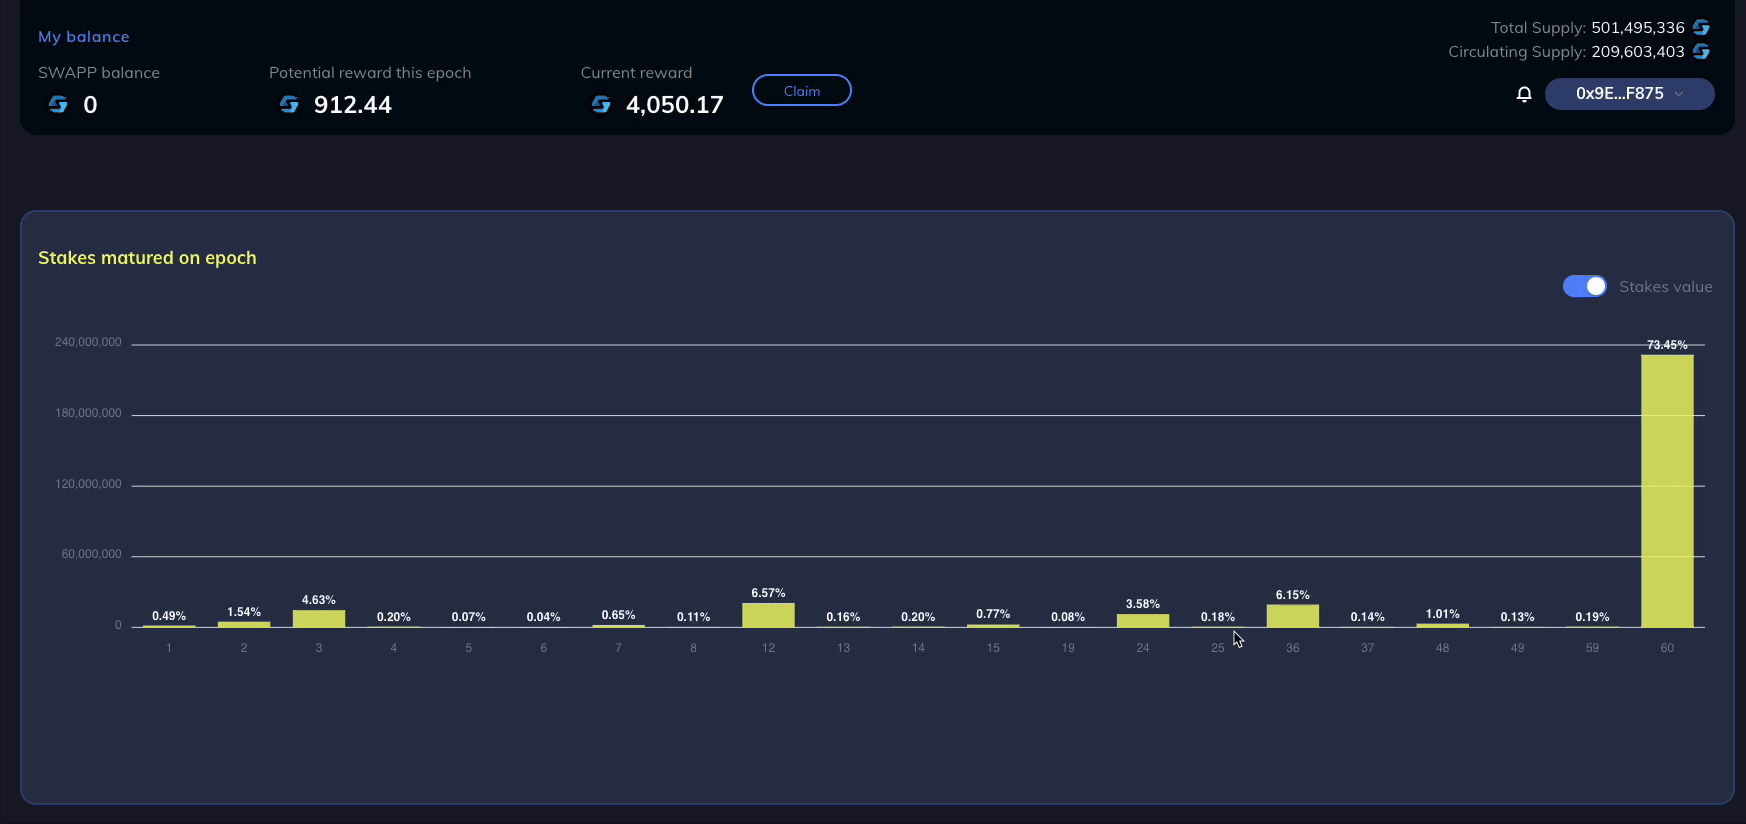 My balance
SWAPP balance
0
Potential reward this epoch
912.44
Current reward
4,050.17
Claim
Total Supply: 501,495,336
Circulating Supply: 209,603,403
0x9E...F875
Stakes matured on epoch
Stakes value
240,000,000
180,000,000
120,000,000
60,000,000
0
0.49% 1.54% 4.63% 0.20% 0.07% 0.04% 0.65% 0.11% 6.57% 0.16% 0.20% 0.77% 0.08% 3.58% 0.18% 6.15% 0.14% 1.01% 0.13% 0.19% 73.45%
1 2 3 4 5 6 7 8 12 13 14 15 19 24 25 36 37 48 49 59 60